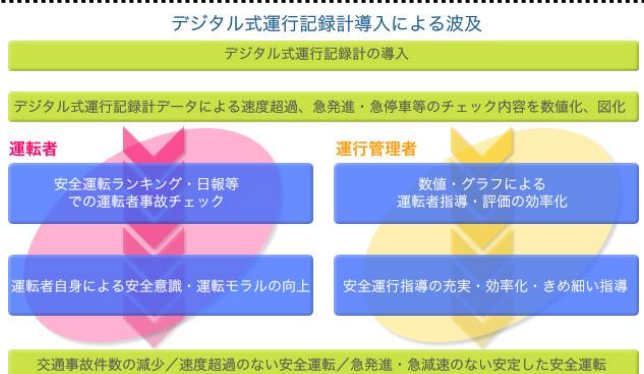 デジタル式運行記録計導入による波及
デジタル式運行記録計の導入
デジタル式運行記録計データによる速度超過、急発進・急停車等のチェック内容を数値化、図化
運転者
安全運転ランキング・日報等
での運転者事故チェック
運転者自身による安全意識・運転モラルの向上
運行管理者
数値・グラフによる
運転者指導・評価の効率化
安全運行指導の充実・効率化・きめ細い指導
交通事故件数の減少／速度超過のない安全運転／急発進・急減速のない安定した安全運転